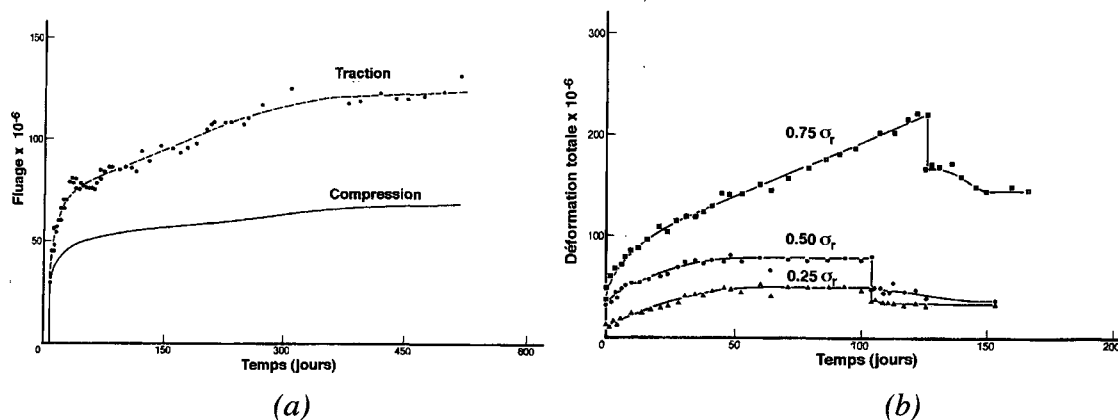 150
100
50
0
Fluage x 10⁻⁶
Traction
Compression
0
150
300
450
600
Temps (jours)
(a)
300
200
100
0
Déformation totale x 10⁻⁶
0.75 σr
0.50 σr
0.25 σr
0
50
100
150
200
Temps (jours)
(b)